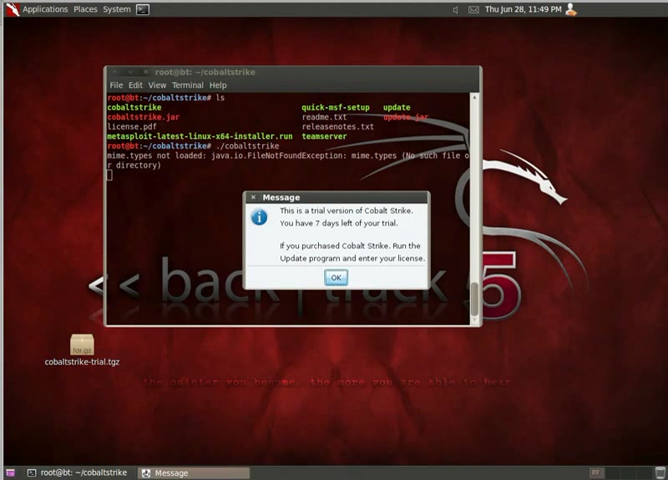 Applications Places System
Thu Jun 28, 11:49 PM
root@bt: ~/cobaltstrike
File Edit View Terminal Help
root@bt:~/cobaltstrike# ls
cobaltstrike quick-msf-setup update
cobaltstrike.jar readme.txt update.jar
license.pdf releasenotes.txt
metasploit-latest-linux-x64-installer.run teamserver
root@bt:~/cobaltstrike# ./cobaltstrike
mime.types not loaded: java.io.FileNotFoundException: mime.types (No such file o
r directory)
Message
This is a trial version of Cobalt Strike.
You have 7 days left of your trial.
If you purchased Cobalt Strike. Run the
Update program and enter your license.
OK
<< back | track 5
tar.gz
cobaltstrike-trial.tgz
the quieter you become, the more you are able to hear
root@bt: ~/cobaltstrike
Message